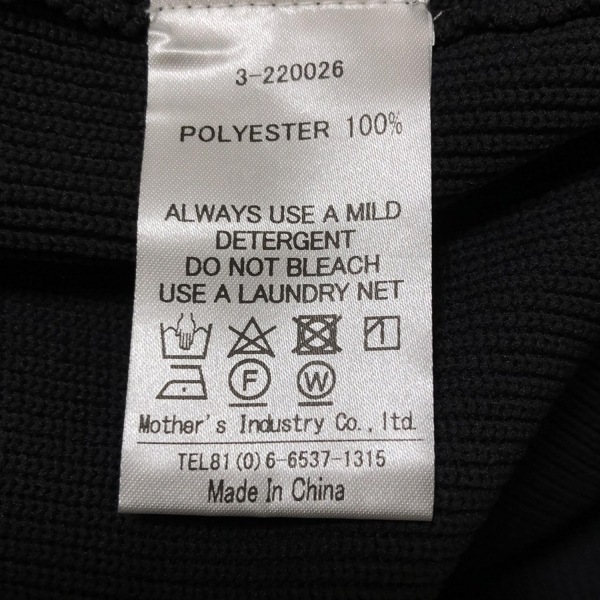 3-220026
POLYESTER 100%
ALWAYS USE A MILD
DETERGENT
DO NOT BLEACH
USE A LAUNDRY NET
F W
Mother's Industry Co., ltd.
TEL81(0)6-6537-1315
Made In China